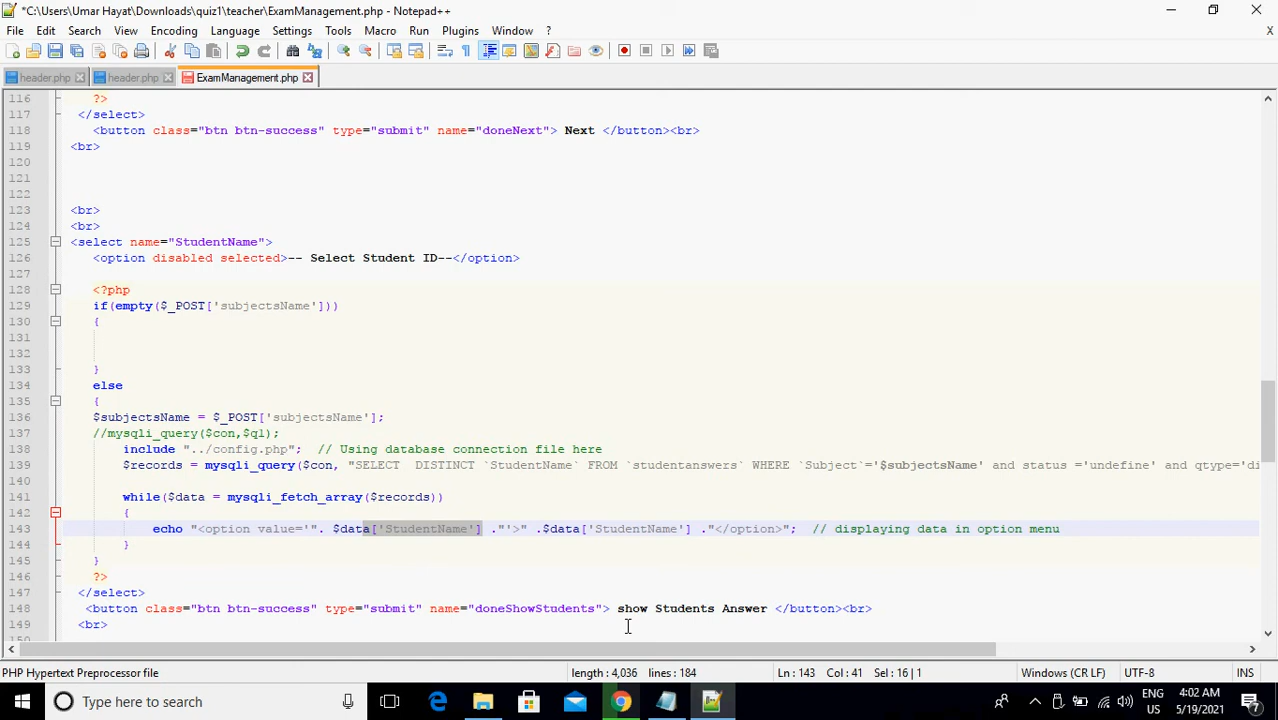 *C:\Users\Umar Hayat\Downloads\quiz1\teacher\ExamManagement.php - Notepad++
File Edit Search View Encoding Language Settings Tools Macro Run Plugins Window ? X
header.php header.php ExamManagement.php
116 ?>
117 </select>
118 <button class="btn btn-success" type="submit" name="doneNext"> Next </button><br>
119 <br>
120
121
122
123 <br>
124 <br>
125 <select name="StudentName">
126 <option disabled selected>-- Select Student ID--</option>
127
128 <?php
129 if(empty($_POST['subjectsName']))
130 {
131
132
133 }
134 else
135 {
136 $subjectsName = $_POST['subjectsName'];
137 //mysqli_query($con,$q1);
138 include "../config.php"; // Using database connection file here
139 $records = mysqli_query($con, "SELECT DISTINCT `StudentName` FROM `studentanswers` WHERE `Subject`='$subjectsName' and status ='undefine' and qtype='di
140
141 while($data = mysqli_fetch_array($records))
142 {
143 echo "<option value='". $data['StudentName'] ."'>" .$data['StudentName'] ."</option>"; // displaying data in option menu
144 }
145 }
146 ?>
147 </select>
148 <button class="btn btn-success" type="submit" name="doneShowStudents"> show Students Answer </button><br>
149 <br>
PHP Hypertext Preprocessor file length : 4,036 lines : 184 Ln : 143 Col : 41 Sel : 16 | 1 Windows (CR LF) UTF-8 INS
Type here to search
ENG
US
4:02 AM
5/19/2021
7